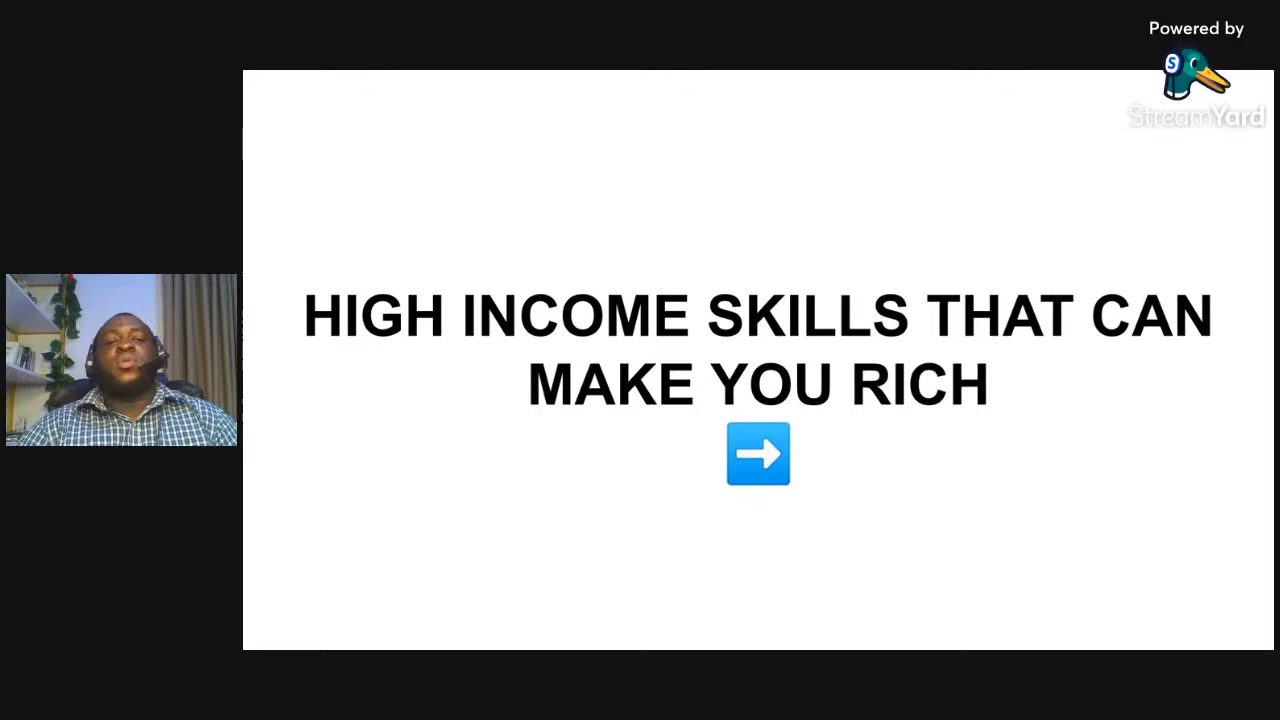 Powered by
S
StreamYard
HIGH INCOME SKILLS THAT CAN
MAKE YOU RICH